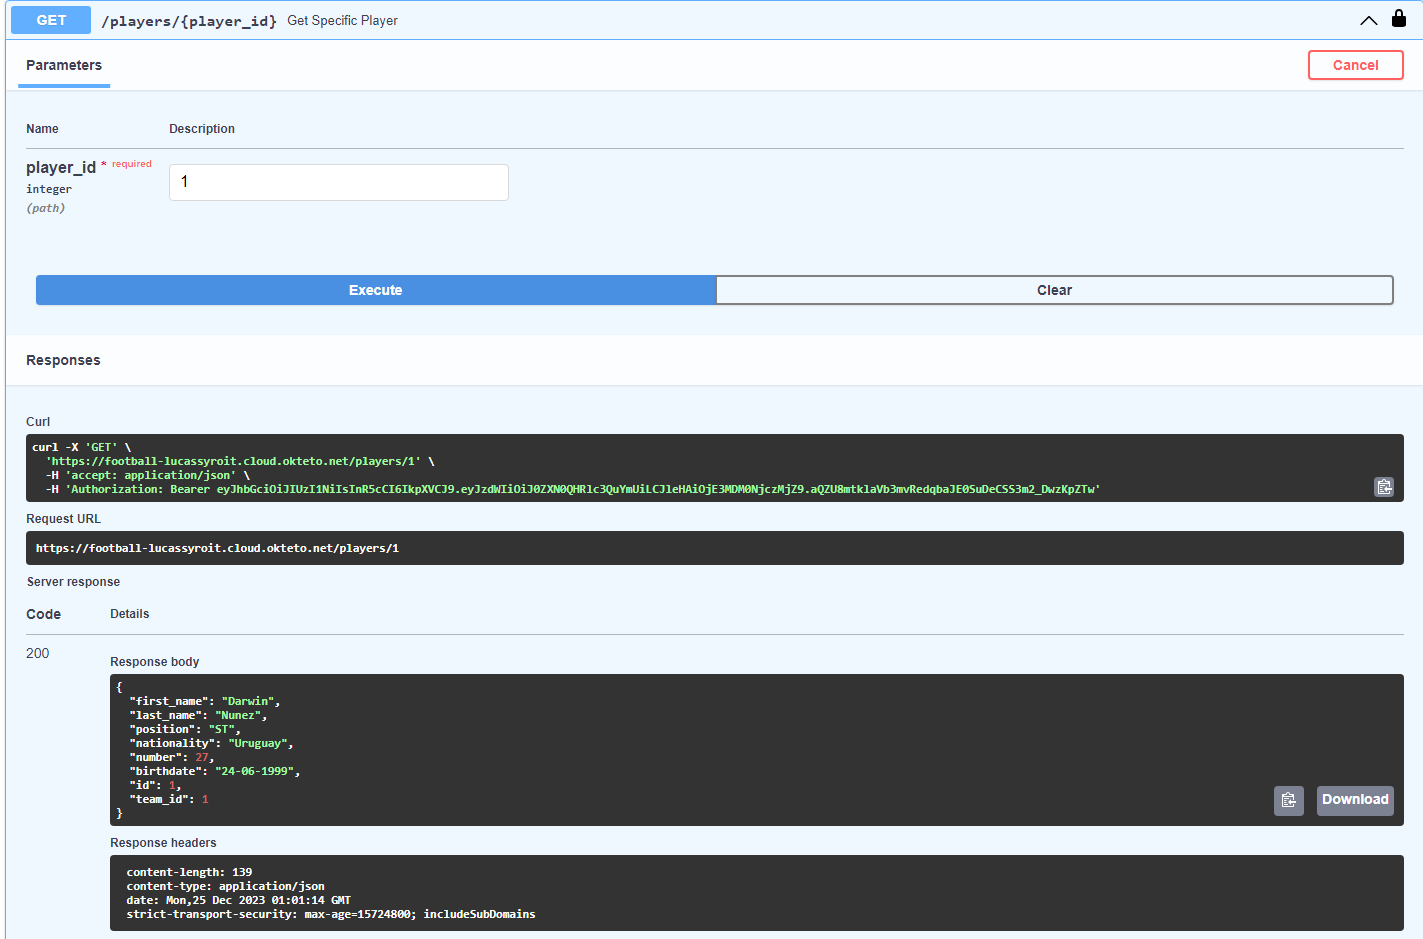 GET /players/{player_id} Get Specific Player
Parameters
Cancel
Name Description
player_id * required
integer
(path)
1
Execute
Clear
Responses
Curl
curl -X 'GET' \
'https://football-lucassyroit.cloud.okteto.net/players/1' \
-H 'accept: application/json' \
-H 'Authorization: Bearer eyJhbGciOiJIUzI1NiIsInR5cCI6IkpXVCJ9.eyJzdWIiOiJ0ZXN0QHRlc3QuYmUiLCJleHAiOjE3MDM0NjczMjZ9.aQZU8mtklaVb3mvRedqbaJE0SuDeCSS3m2_DwzKpZTw'
Request URL
https://football-lucassyroit.cloud.okteto.net/players/1
Server response
Code Details
200
Response body
{
"first_name": "Darwin",
"last_name": "Nunez",
"position": "ST",
"nationality": "Uruguay",
"number": 27,
"birthdate": "24-06-1999",
"id": 1,
"team_id": 1
}
Download
Response headers
content-length: 139
content-type: application/json
date: Mon,25 Dec 2023 01:01:14 GMT
strict-transport-security: max-age=15724800; includeSubDomains